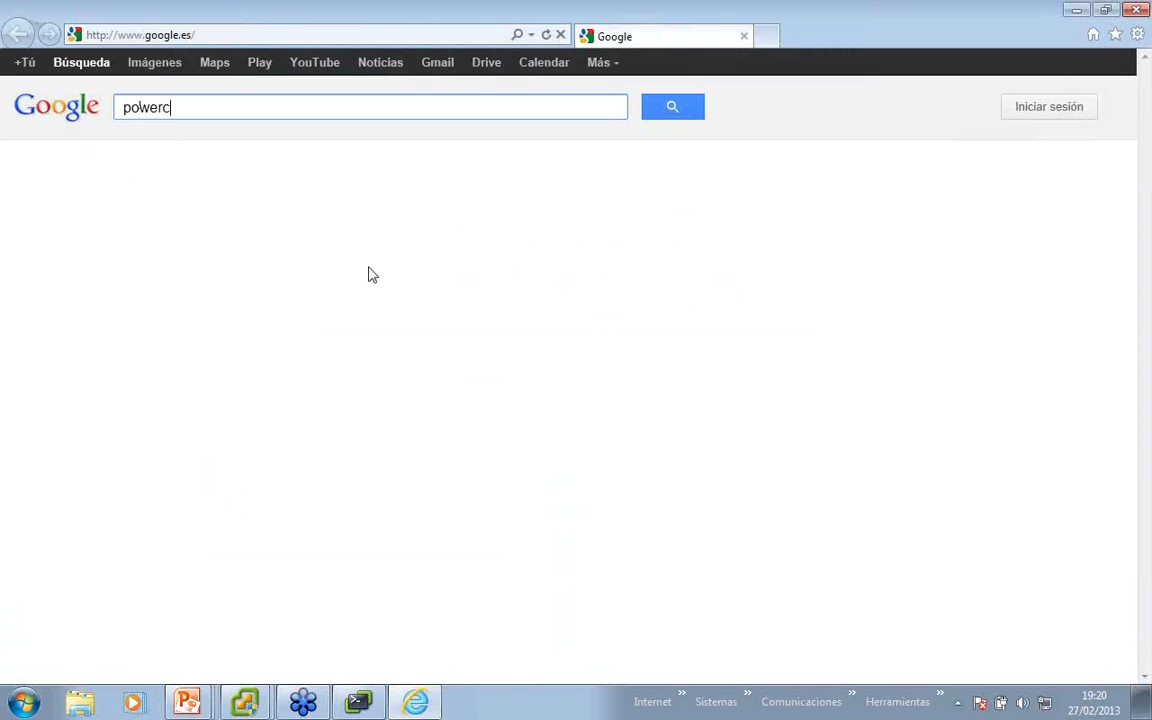 http://www.google.es/
Google
+Tú Búsqueda Imágenes Maps Play YouTube Noticias Gmail Drive Calendar Más
Google powerc Iniciar sesión
Internet Sistemas Comunicaciones Herramientas
19:20
27/02/2013